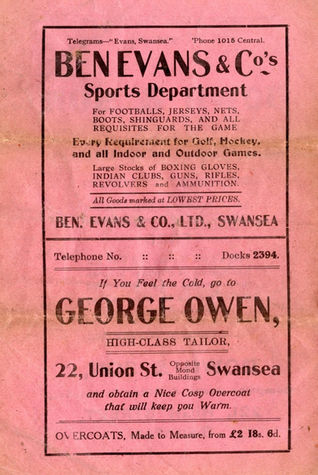 Telegrams—"Evans, Swansea." 'Phone 1015 Central.
BEN EVANS & Co's
Sports Department
For FOOTBALLS, JERSEYS, NETS,
BOOTS, SHINGUARDS, AND ALL
REQUISITES FOR THE GAME
Every Requirement for Golf, Hockey,
and all Indoor and Outdoor Games.
Large Stocks of BOXING GLOVES,
INDIAN CLUBS, GUNS, RIFLES,
REVOLVERS and AMMUNITION.
All Goods marked at LOWEST PRICES.
BEN. EVANS & CO., LTD., SWANSEA
Telephone No. :: :: :: Docks 2394.
If You Feel the Cold, go to
GEORGE OWEN,
HIGH-CLASS TAILOR,
22, Union St. Opposite Mond Buildings Swansea
and obtain a Nice Cosy Overcoat
that will keep you Warm.
OVERCOATS, Made to Measure, from £2 18s. 6d.